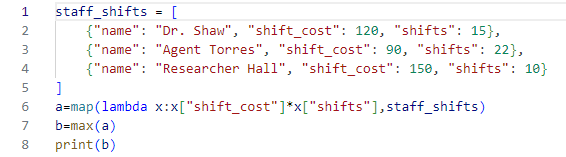 1 staff_shifts = [
2     {"name": "Dr. Shaw", "shift_cost": 120, "shifts": 15},
3     {"name": "Agent Torres", "shift_cost": 90, "shifts": 22},
4     {"name": "Researcher Hall", "shift_cost": 150, "shifts": 10}
5 ]
6 a=map(lambda x:x["shift_cost"]*x["shifts"],staff_shifts)
7 b=max(a)
8 print(b)